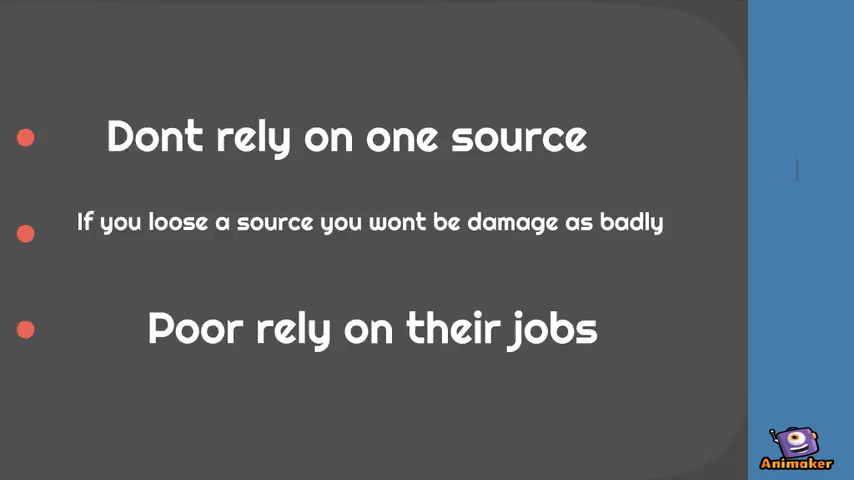 Dont rely on one source
If you loose a source you wont be damage as badly
Poor rely on their jobs
Animaker